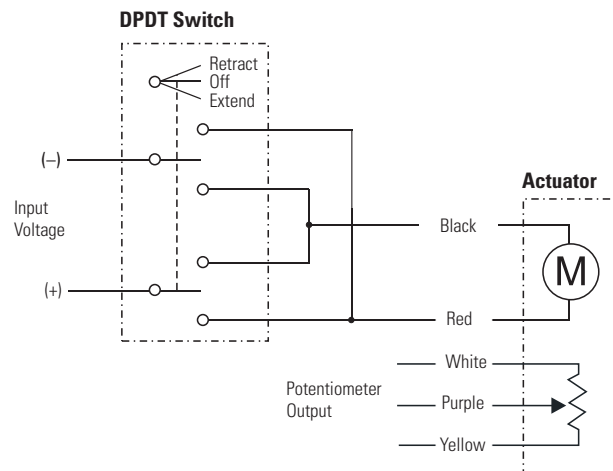 DPDT Switch
Retract
Off
Extend
(–)
Input
Voltage
(+)
Actuator
Black
M
Red
White
Potentiometer
Output
Purple
Yellow